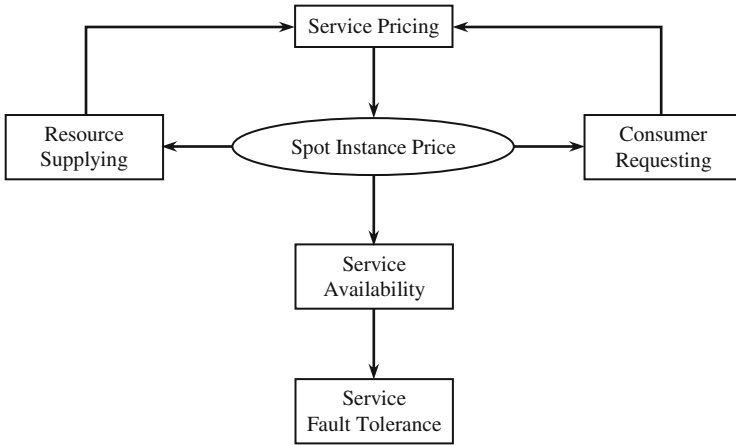 Service Pricing
Resource
Supplying
Spot Instance Price
Consumer
Requesting
Service
Availability
Service
Fault Tolerance